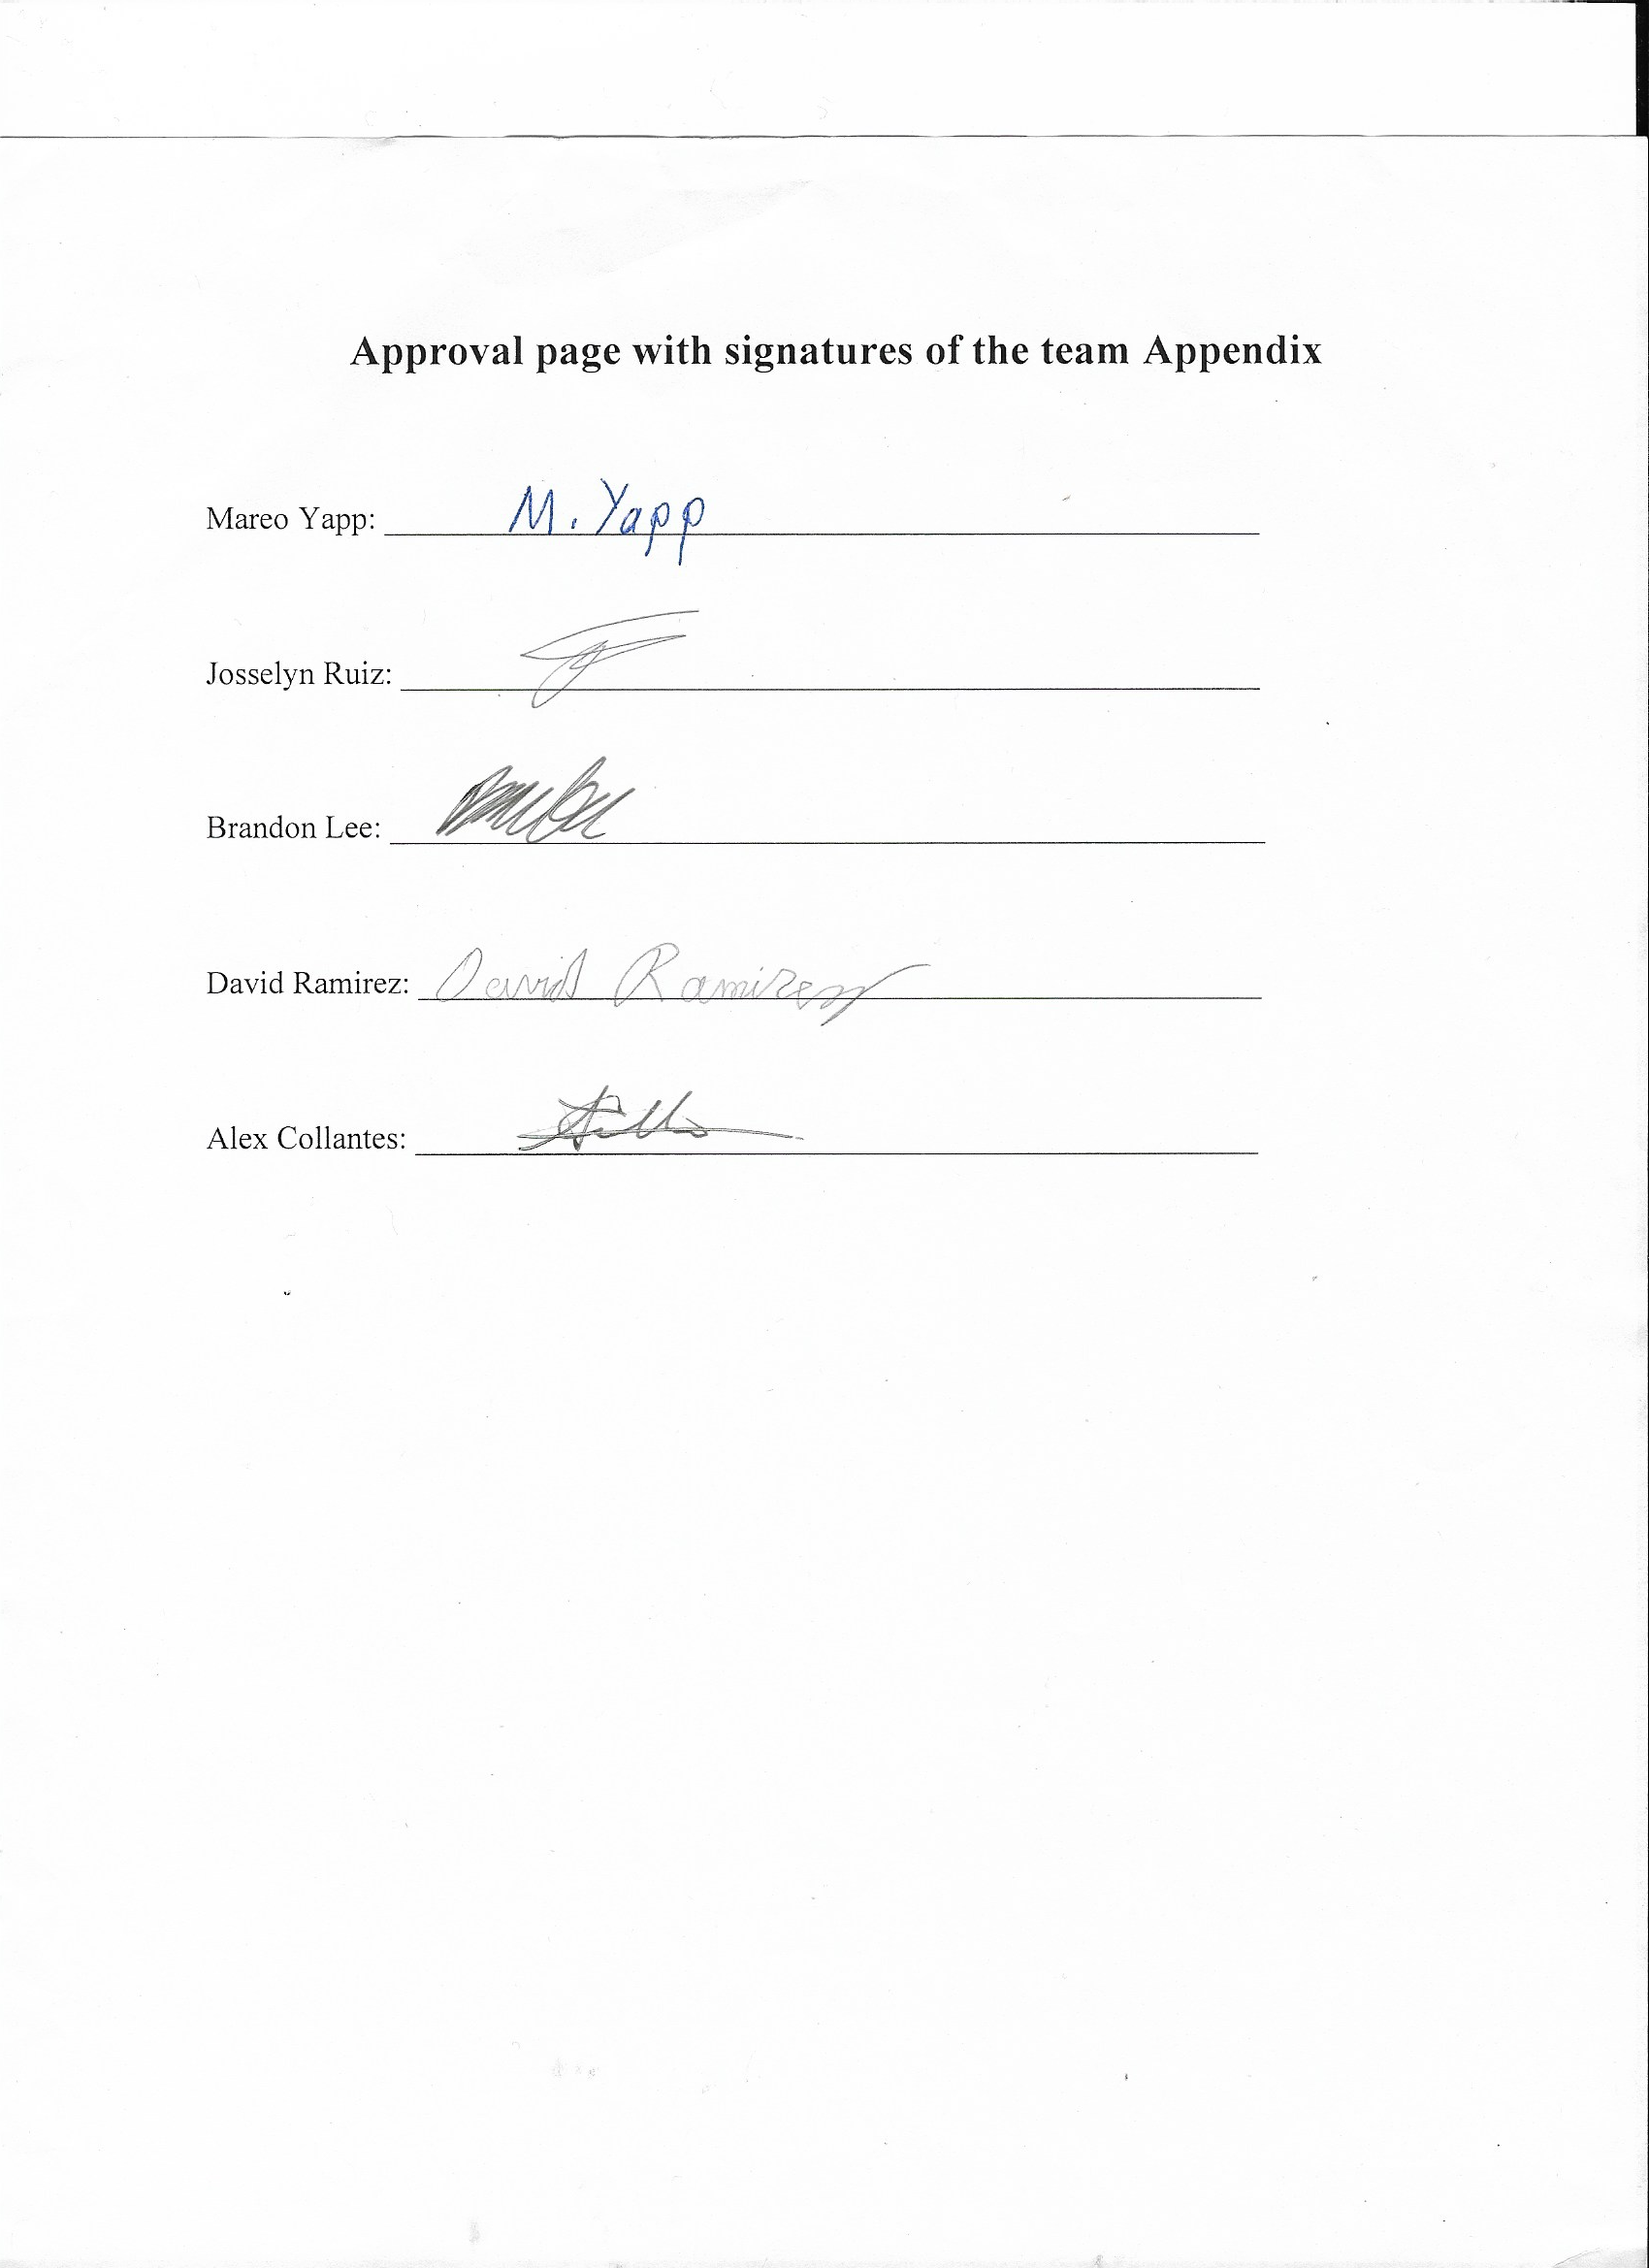 Approval page with signatures of the team Appendix
Mareo Yapp: M. Yapp
Josselyn Ruiz:
Brandon Lee:
David Ramirez: David Ramirez
Alex Collantes: